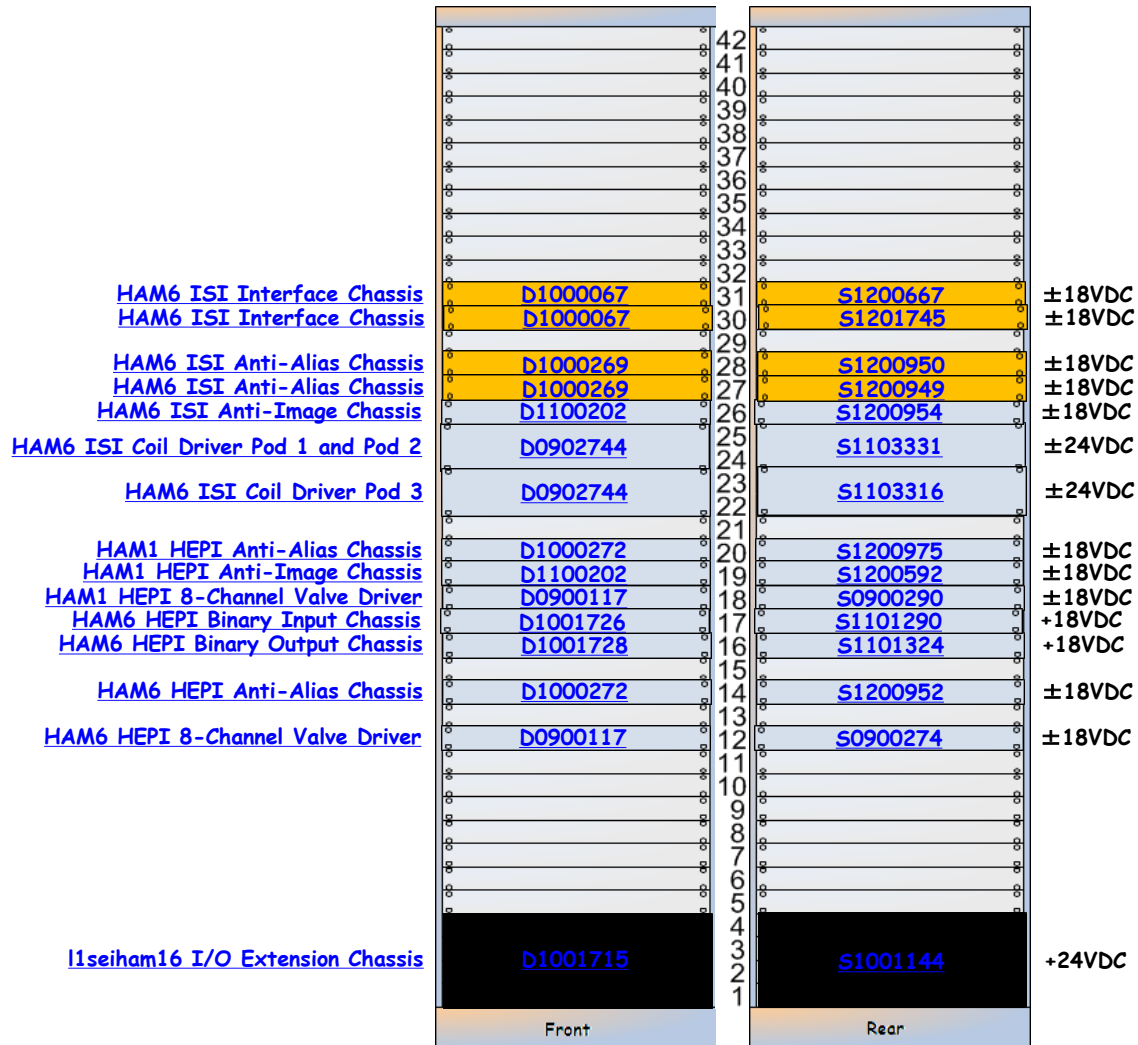 42
41
40
39
38
37
36
35
34
33
32
HAM6 ISI Interface Chassis D1000067 31 S1200667 ±18VDC
HAM6 ISI Interface Chassis D1000067 30 S1201745 ±18VDC
29
HAM6 ISI Anti-Alias Chassis D1000269 28 S1200950 ±18VDC
HAM6 ISI Anti-Alias Chassis D1000269 27 S1200949 ±18VDC
HAM6 ISI Anti-Image Chassis D1100202 26 S1200954 ±18VDC
25
HAM6 ISI Coil Driver Pod 1 and Pod 2 D0902744 S1103331 ±24VDC
24
23
HAM6 ISI Coil Driver Pod 3 D0902744 S1103316 ±24VDC
22
21
HAM1 HEPI Anti-Alias Chassis D1000272 20 S1200975 ±18VDC
HAM1 HEPI Anti-Image Chassis D1100202 19 S1200592 ±18VDC
HAM1 HEPI 8-Channel Valve Driver D0900117 18 S0900290 ±18VDC
HAM6 HEPI Binary Input Chassis D1001726 17 S1101290 +18VDC
HAM6 HEPI Binary Output Chassis D1001728 16 S1101324 +18VDC
15
HAM6 HEPI Anti-Alias Chassis D1000272 14 S1200952 ±18VDC
13
HAM6 HEPI 8-Channel Valve Driver D0900117 12 S0900274 ±18VDC
11
10
9
8
7
6
5
4
3
l1seiham16 I/O Extension Chassis D1001715 S1001144 +24VDC
2
1
Front Rear